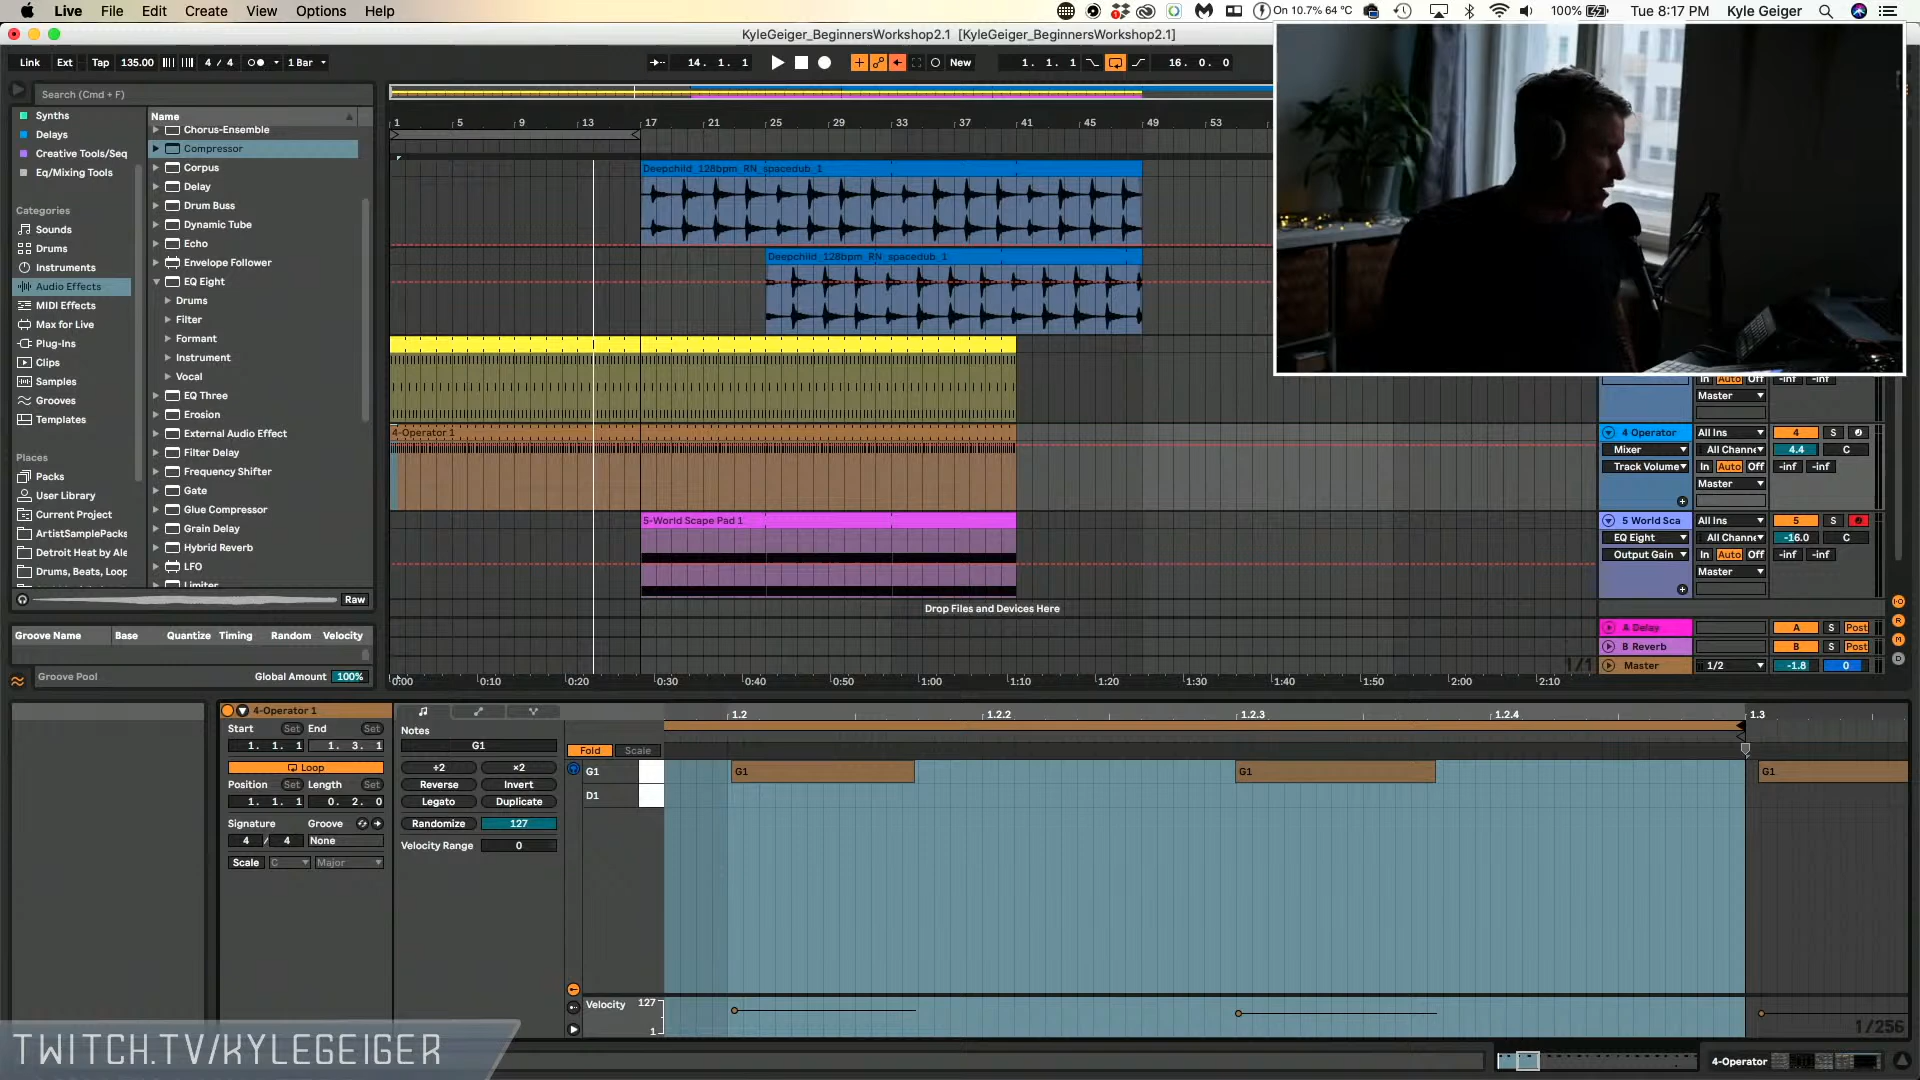 Live File Edit Create View Options Help
On 10.7% 64 °C 100% Tue 8:17 PM Kyle Geiger
KyleGeiger_BeginnersWorkshop2.1 [KyleGeiger_BeginnersWorkshop2.1]
Link Ext Tap 135.00 4 / 4 1 Bar 14. 1. 1 New 1. 1. 1 16. 0. 0
Search (Cmd + F)
Synths
Delays
Creative Tools/Seq
Eq/Mixing Tools
Categories
Sounds
Drums
Instruments
Audio Effects
MIDI Effects
Max for Live
Plug-Ins
Clips
Samples
Grooves
Templates
Places
Packs
User Library
Current Project
ArtistSamplePacks
Detroit Heat by Ale
Drums, Beats, Loop
Name
Chorus-Ensemble
Compressor
Corpus
Delay
Drum Buss
Dynamic Tube
Echo
Envelope Follower
EQ Eight
Drums
Filter
Formant
Instrument
Vocal
EQ Three
Erosion
External Audio Effect
Filter Delay
Frequency Shifter
Gate
Glue Compressor
Grain Delay
Hybrid Reverb
LFO
Limiter
Raw
Groove Name Base Quantize Timing Random Velocity
Groove Pool Global Amount 100%
1 5 9 13 17 21 25 29 33 37 41 45 49 53
Deepchild_128bpm_RN_spacedub_1
Deepchild_128bpm_RN_spacedub_1
4-Operator 1
5-World Scape Pad 1
Drop Files and Devices Here
0:00 0:10 0:20 0:30 0:40 0:50 1:00 1:10 1:20 1:30 1:40 1:50 2:00 2:10
1/1
In Auto Off -inf -inf
Master
4 Operator All Ins 4 S
Mixer All Channe 4.4 C
Track Volume In Auto Off -inf -inf
Master
5 World Sca All Ins 5 S
EQ Eight All Channe -16.0 C
Output Gain In Auto Off -inf -inf
Master
A Delay A S Post
B Reverb B S Post
Master 1/2 -1.8 0
I-O
R
M
D
4-Operator 1
Start Set End Set
1. 1. 1 1. 3. 1
Loop
Position Set Length Set
1. 1. 1 0. 2. 0
Signature Groove
4 / 4 None
Scale C Major
Notes
G1
÷2 ×2
Reverse Invert
Legato Duplicate
Randomize 127
Velocity Range 0
1.2 1.2.2 1.2.3 1.2.4 1.3
Fold Scale
G1 G1 G1 G1
D1
Velocity 127
1
1/256
4-Operator
TWITCH.TV/KYLEGEIGER